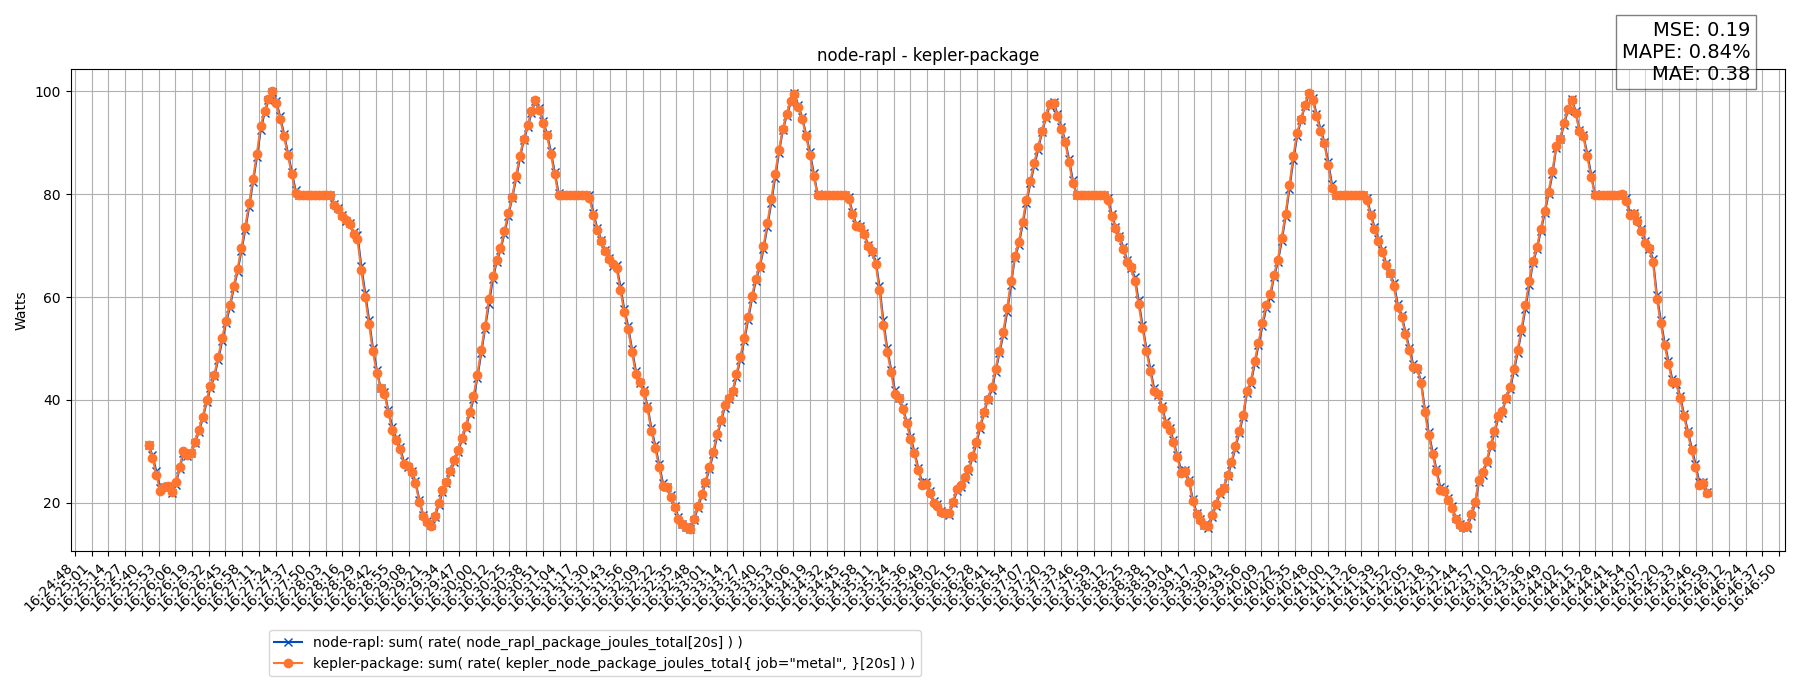 MSE: 0.19
MAPE: 0.84%
MAE: 0.38
node-rapl - kepler-package
Watts
100
80
60
40
20
16:24:48 16:25:01 16:25:14 16:25:27 16:25:40 16:25:53 16:26:06 16:26:19 16:26:32 16:26:45 16:26:58 16:27:11 16:27:24 16:27:37 16:27:50 16:28:03 16:28:16 16:28:29 16:28:42 16:28:55 16:29:08 16:29:21 16:29:34 16:29:47 16:30:00 16:30:12 16:30:25 16:30:38 16:30:51 16:31:04 16:31:17 16:31:30 16:31:43 16:31:56 16:32:09 16:32:22 16:32:35 16:32:48 16:33:01 16:33:14 16:33:27 16:33:40 16:33:53 16:34:06 16:34:19 16:34:32 16:34:45 16:34:58 16:35:11 16:35:24 16:35:36 16:35:49 16:36:02 16:36:15 16:36:28 16:36:41 16:36:54 16:37:07 16:37:20 16:37:33 16:37:46 16:37:59 16:38:12 16:38:25 16:38:38 16:38:51 16:39:04 16:39:17 16:39:30 16:39:43 16:39:56 16:40:09 16:40:22 16:40:35 16:40:48 16:41:00 16:41:13 16:41:26 16:41:39 16:41:52 16:42:05 16:42:18 16:42:31 16:42:44 16:42:57 16:43:10 16:43:23 16:43:36 16:43:49 16:44:02 16:44:15 16:44:28 16:44:41 16:44:54 16:45:07 16:45:20 16:45:33 16:45:46 16:45:59 16:46:12 16:46:24 16:46:37 16:46:50
node-rapl: sum( rate( node_rapl_package_joules_total[20s] ) )
kepler-package: sum( rate( kepler_node_package_joules_total{ job="metal", }[20s] ) )